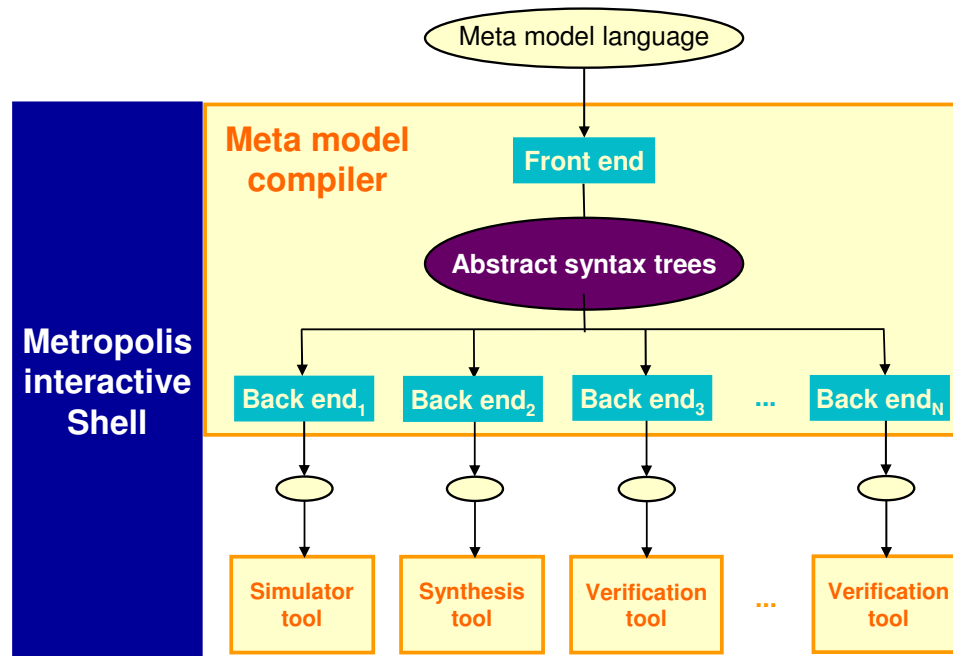 Meta model language
Meta model
compiler
Front end
Abstract syntax trees
Metropolis
interactive
Shell
Back end₁
Back end₂
Back end₃
...
Back endN
Simulator
tool
Synthesis
tool
Verification
tool
...
Verification
tool